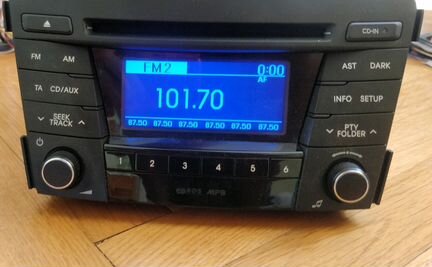 CD-IN
FM AM
FM2 0:00
AST DARK
AF
TA CD/AUX
101.70
INFO SETUP
SEEK
TRACK
87.50 87.50 87.50 87.50 87.50 87.50
PTY
FOLDER
1 2 3 4 5 6
MP3